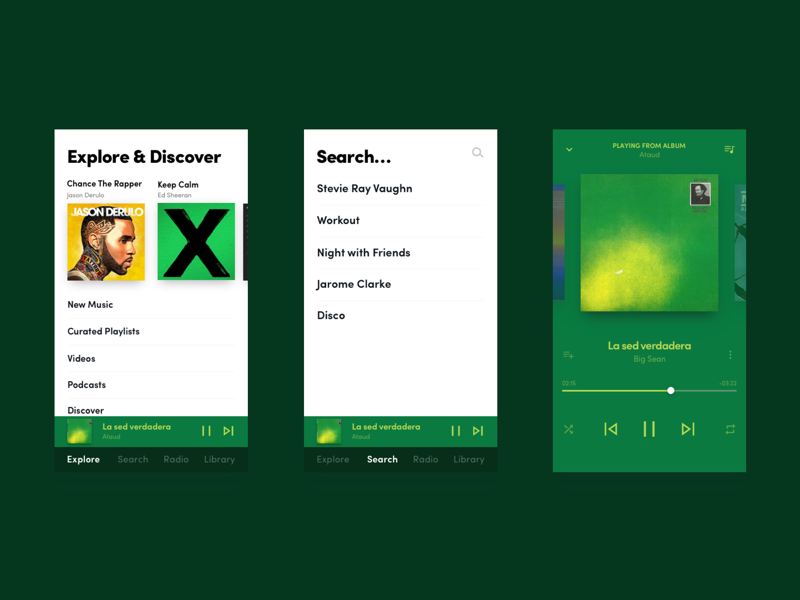 Explore & Discover
Chance The Rapper
Jason Derulo
Keep Calm
Ed Sheeran
JASON DERULO
X
New Music
Curated Playlists
Videos
Podcasts
Discover
La sed verdadera
Ataud
Explore Search Radio Library
Search...
Stevie Ray Vaughn
Workout
Night with Friends
Jarome Clarke
Disco
La sed verdadera
Ataud
Explore Search Radio Library
PLAYING FROM ALBUM
Ataud
La sed verdadera
Big Sean
02:15
-03:23